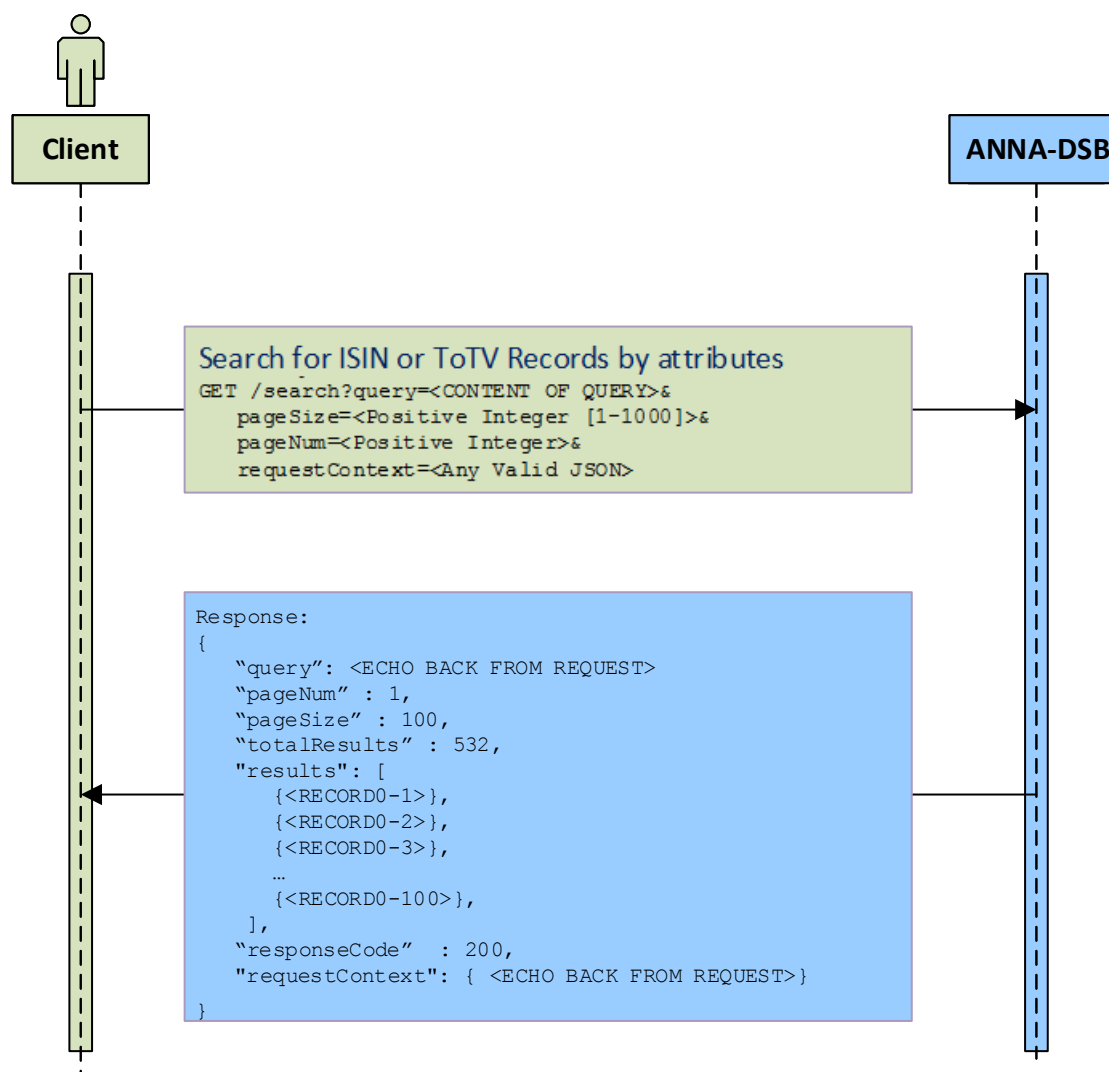 Client
ANNA-DSB
Search for ISIN or ToTV Records by attributes
GET /search?query=<CONTENT OF QUERY>&
pageSize=<Positive Integer [1-1000]>&
pageNum=<Positive Integer>&
requestContext=<Any Valid JSON>
Response:
{
“query”: <ECHO BACK FROM REQUEST>
“pageNum” : 1,
“pageSize” : 100,
“totalResults” : 532,
"results": [
{<RECORD0-1>},
{<RECORD0-2>},
{<RECORD0-3>},
…
{<RECORD0-100>},
],
“responseCode”  : 200,
"requestContext": { <ECHO BACK FROM REQUEST>}
}